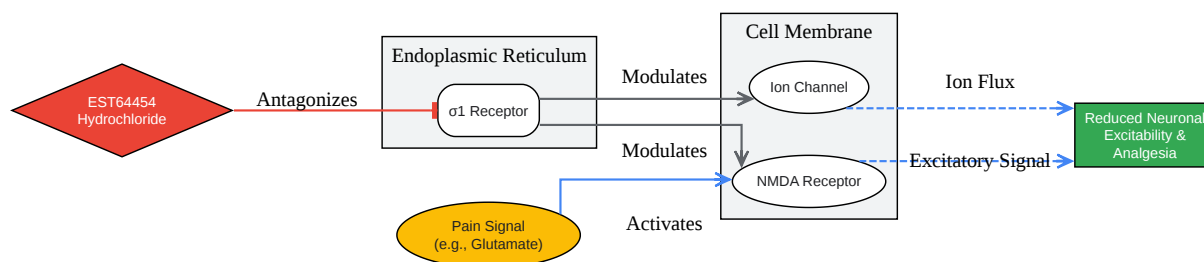 Cell Membrane
Endoplasmic Reticulum
Modulates
Ion Flux
EST64454
Hydrochloride
Antagonizes
σ1 Receptor
Ion Channel
Reduced Neuronal
Excitability &
Analgesia
Modulates
Excitatory Signal
NMDA Receptor
Pain Signal
(e.g., Glutamate)
Activates